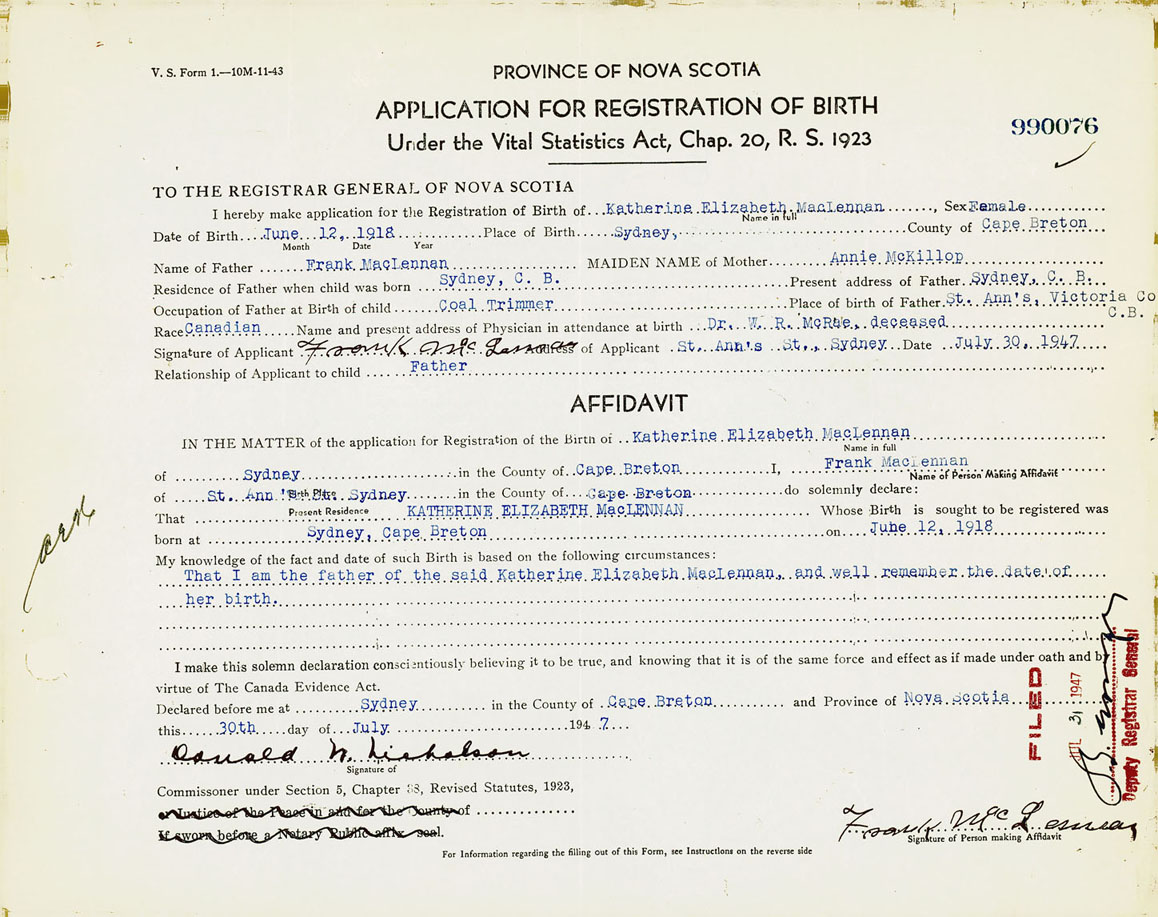 V. S. Form 1.—10M-11-43
PROVINCE OF NOVA SCOTIA
APPLICATION FOR REGISTRATION OF BIRTH
990076
Under the Vital Statistics Act, Chap. 20, R. S. 1923
TO THE REGISTRAR GENERAL OF NOVA SCOTIA
I hereby make application for the Registration of Birth of Katherine Elizabeth MacLennan, Sex Female
Name in full
Date of Birth June 12, 1918 Place of Birth Sydney, County of Cape Breton
Month Date Year
Name of Father Frank MacLennan MAIDEN NAME of Mother Annie McKillop
Residence of Father when child was born Sydney, C. B. Present address of Father Sydney, C. B.
Occupation of Father at Birth of child Coal Trimmer Place of birth of Father St. Ann's, Victoria Co
C.B.
Race Canadian Name and present address of Physician in attendance at birth Dr. W. R. McRae, deceased
Signature of Applicant Frank McLennan Address of Applicant St. Ann's St., Sydney Date July 30, 1947
Relationship of Applicant to child Father
AFFIDAVIT
IN THE MATTER of the application for Registration of the Birth of Katherine Elizabeth MacLennan
Name in full
of Sydney in the County of Cape Breton I, Frank MacLennan
Birth Place Name of Person Making Affidavit
of St. Ann's St. Sydney in the County of Cape Breton do solemnly declare:
Present Residence
That KATHERINE ELIZABETH MacLENNAN Whose Birth is sought to be registered was
born at Sydney, Cape Breton on June 12, 1918
My knowledge of the fact and date of such Birth is based on the following circumstances:
That I am the father of the said Katherine Elizabeth MacLennan, and well remember the date of
her birth.
I make this solemn declaration conscientiously believing it to be true, and knowing that it is of the same force and effect as if made under oath and by
virtue of The Canada Evidence Act.
Declared before me at Sydney in the County of Cape Breton and Province of Nova Scotia
this 30th day of July 1947
Donald W. Nicholson
Signature of
Commissoner under Section 5, Chapter 38, Revised Statutes, 1923,
or Justice of the Peace in and for the County of
If sworn before a Notary Public affix seal.
Frank McLennan
Signature of Person making Affidavit
For Information regarding the filling out of this Form, see Instructions on the reverse side
FILED
JUL 31 1947
Deputy Registrar General